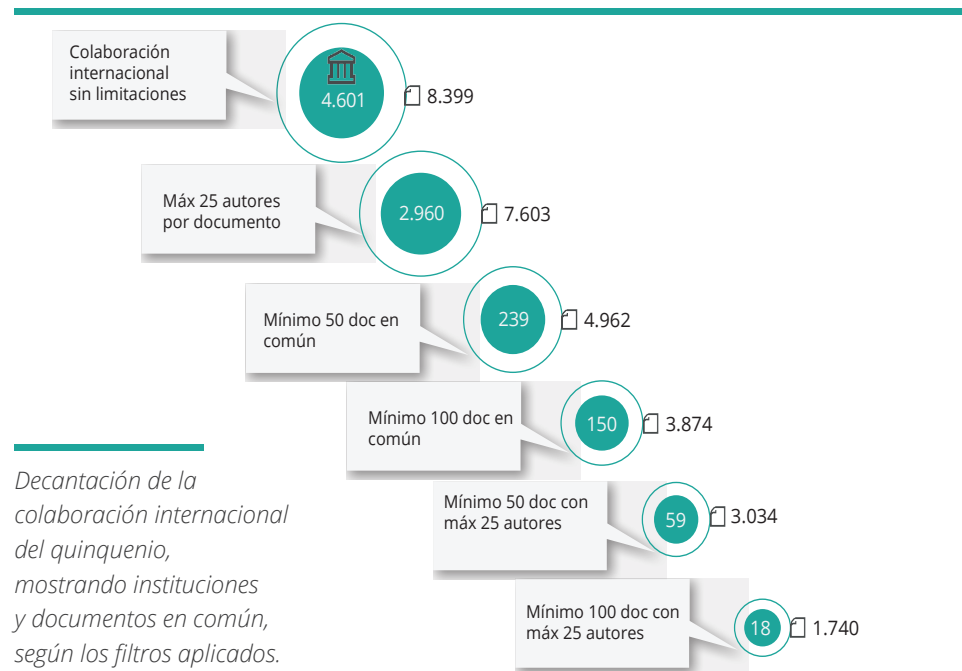 Colaboración
internacional
sin limitaciones
4.601
8.399
Máx 25 autores
por documento
2.960
7.603
Mínimo 50 doc en
común
239
4.962
Mínimo 100 doc en
común
150
3.874
Mínimo 50 doc con
máx 25 autores
59
3.034
Mínimo 100 doc con
máx 25 autores
18
1.740
Decantación de la
colaboración internacional
del quinquenio,
mostrando instituciones
y documentos en común,
según los filtros aplicados.